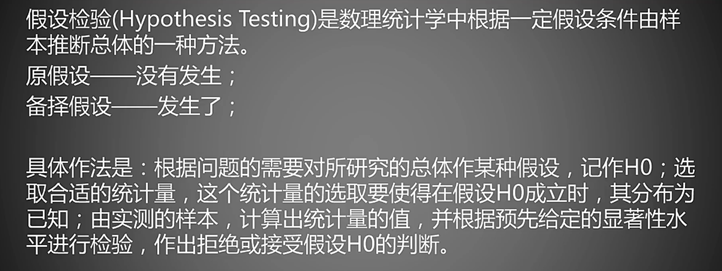 假设检验(Hypothesis Testing)是数理统计学中根据一定假设条件由样
本推断总体的一种方法。
原假设——没有发生；
备择假设——发生了；
具体作法是：根据问题的需要对所研究的总体作某种假设，记作H0；选
取合适的统计量，这个统计量的选取要使得在假设H0成立时，其分布为
已知；由实测的样本，计算出统计量的值，并根据预先给定的显著性水
平进行检验，作出拒绝或接受假设H0的判断。